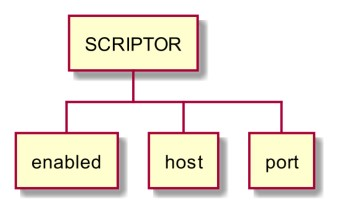 SCRIPTOR
enabled
host
port